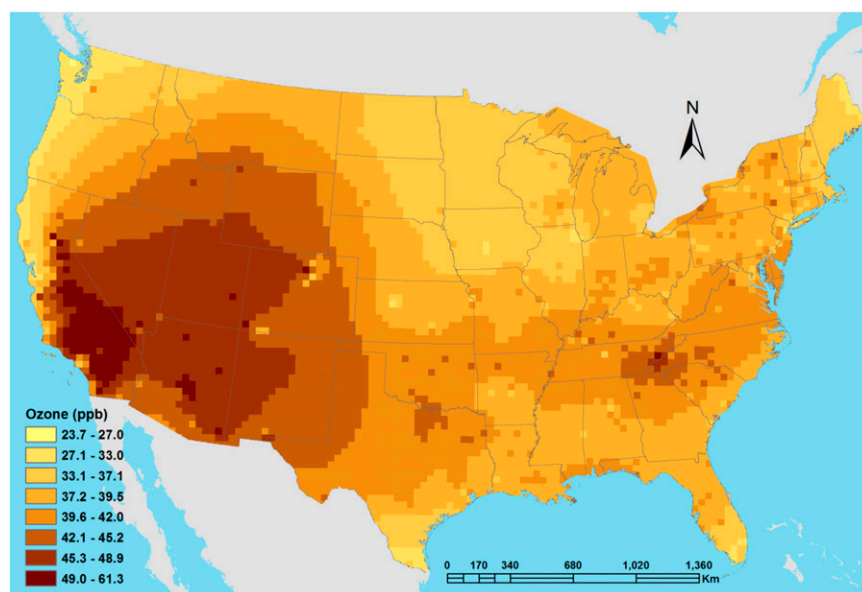 N
Ozone (ppb)
23.7 - 27.0
27.1 - 33.0
33.1 - 37.1
37.2 - 39.5
39.6 - 42.0
42.1 - 45.2
45.3 - 48.9
49.0 - 61.3
0 170 340 680 1,020 1,360
Km